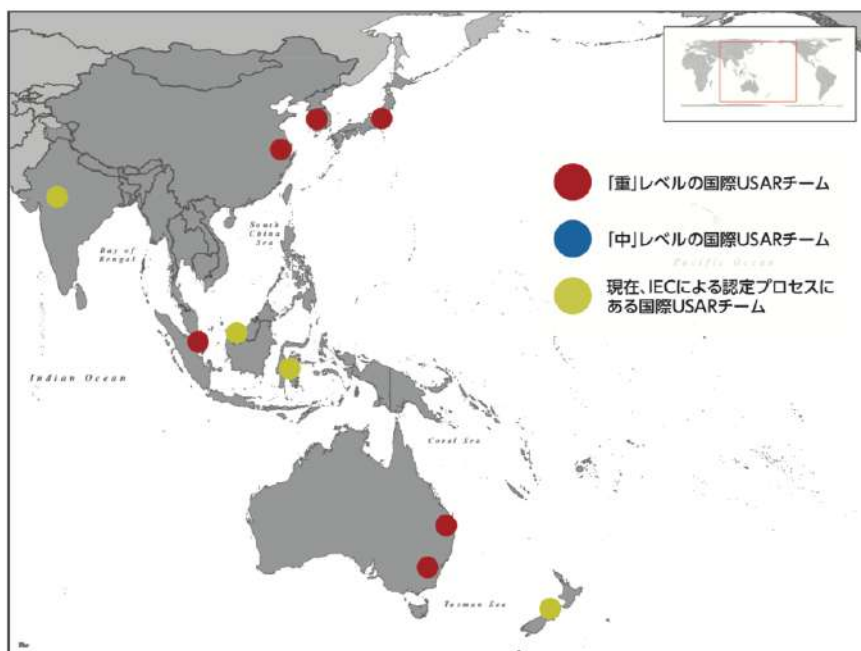 「重」レベルの国際USARチーム
「中」レベルの国際USARチーム
Pacific Ocean
現在、IECによる認定プロセスに
ある国際USARチーム
South
China
Sea
Bay of
Bengal
Indian Ocean
Coral Sea
Tasman Sea